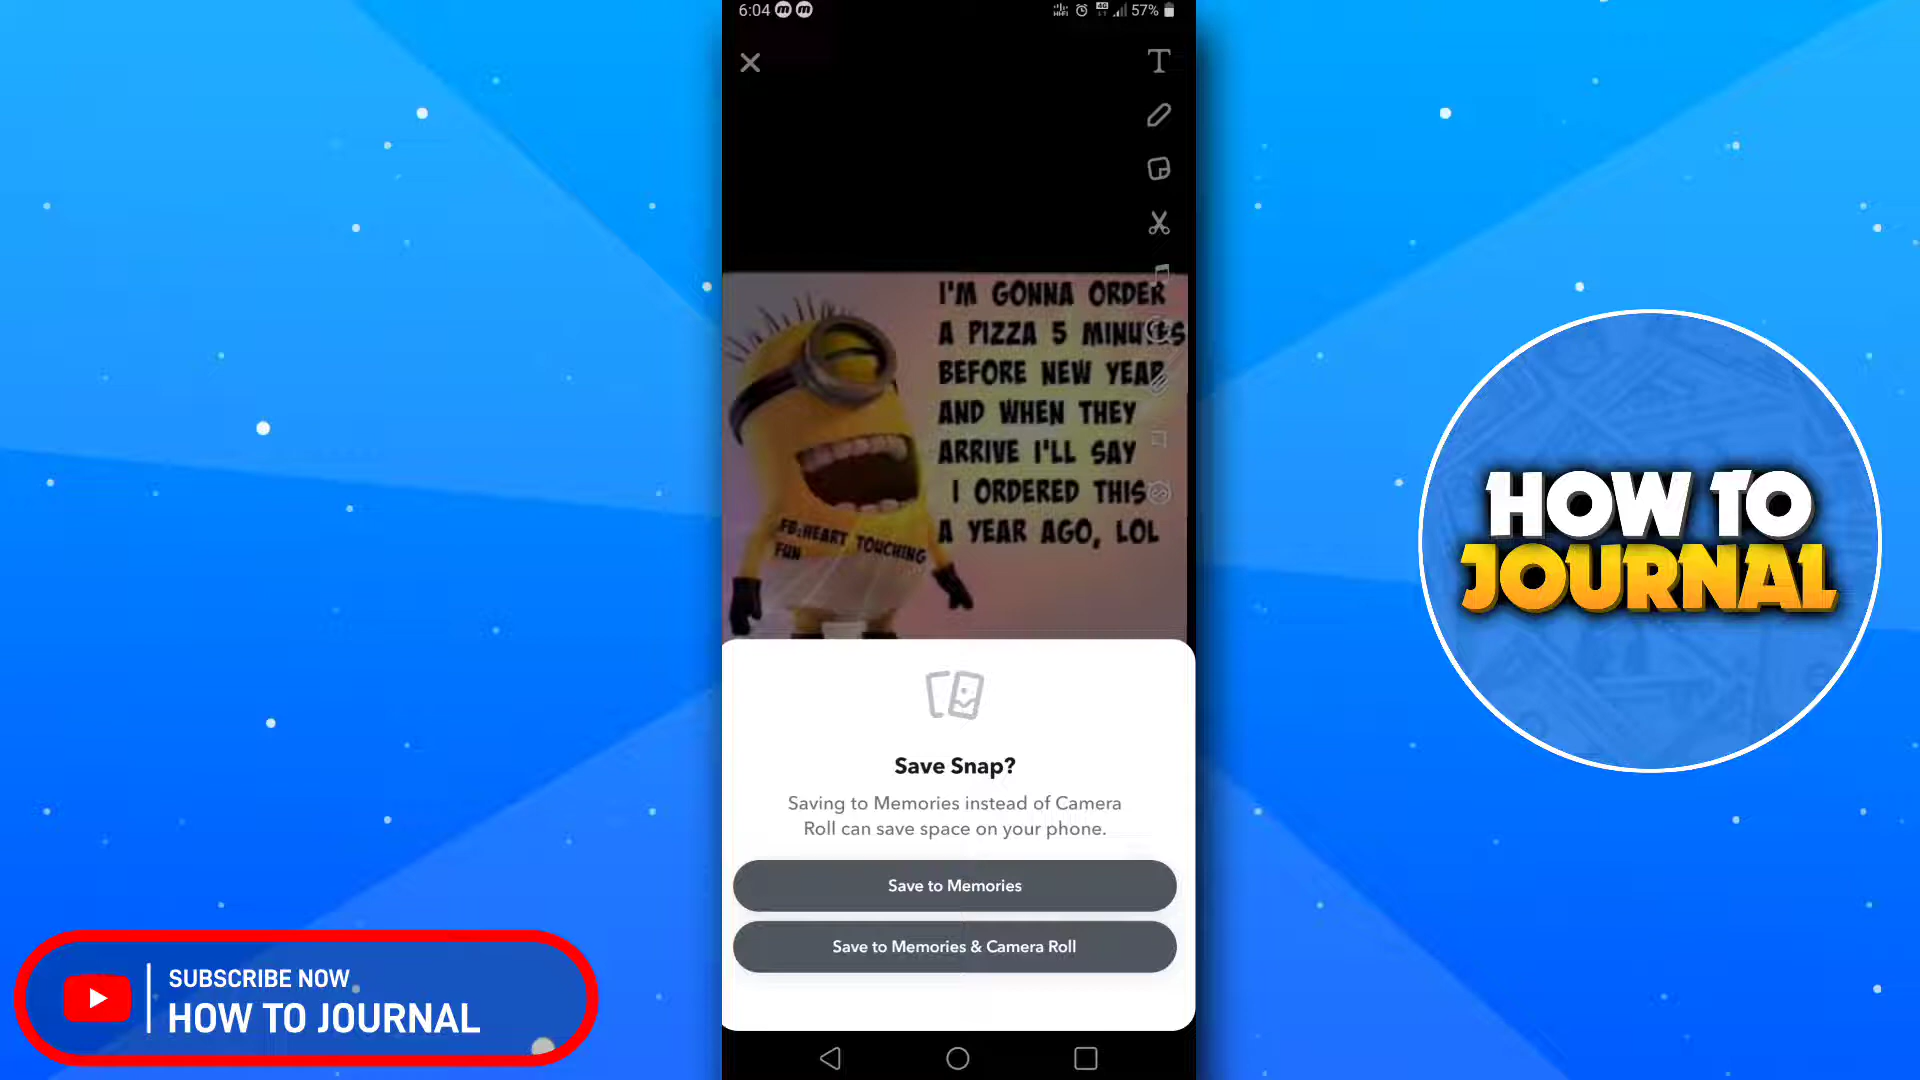 6:04
4G
57%
T
I'M GONNA ORDER
A PIZZA 5 MINUTES
BEFORE NEW YEAR
AND WHEN THEY
ARRIVE I'LL SAY
I ORDERED THIS
A YEAR AGO, LOL
FB:HEART TOUCHING
FUN
Save Snap?
Saving to Memories instead of Camera
Roll can save space on your phone.
Save to Memories
Save to Memories & Camera Roll
HOW TO
JOURNAL
SUBSCRIBE NOW
HOW TO JOURNAL